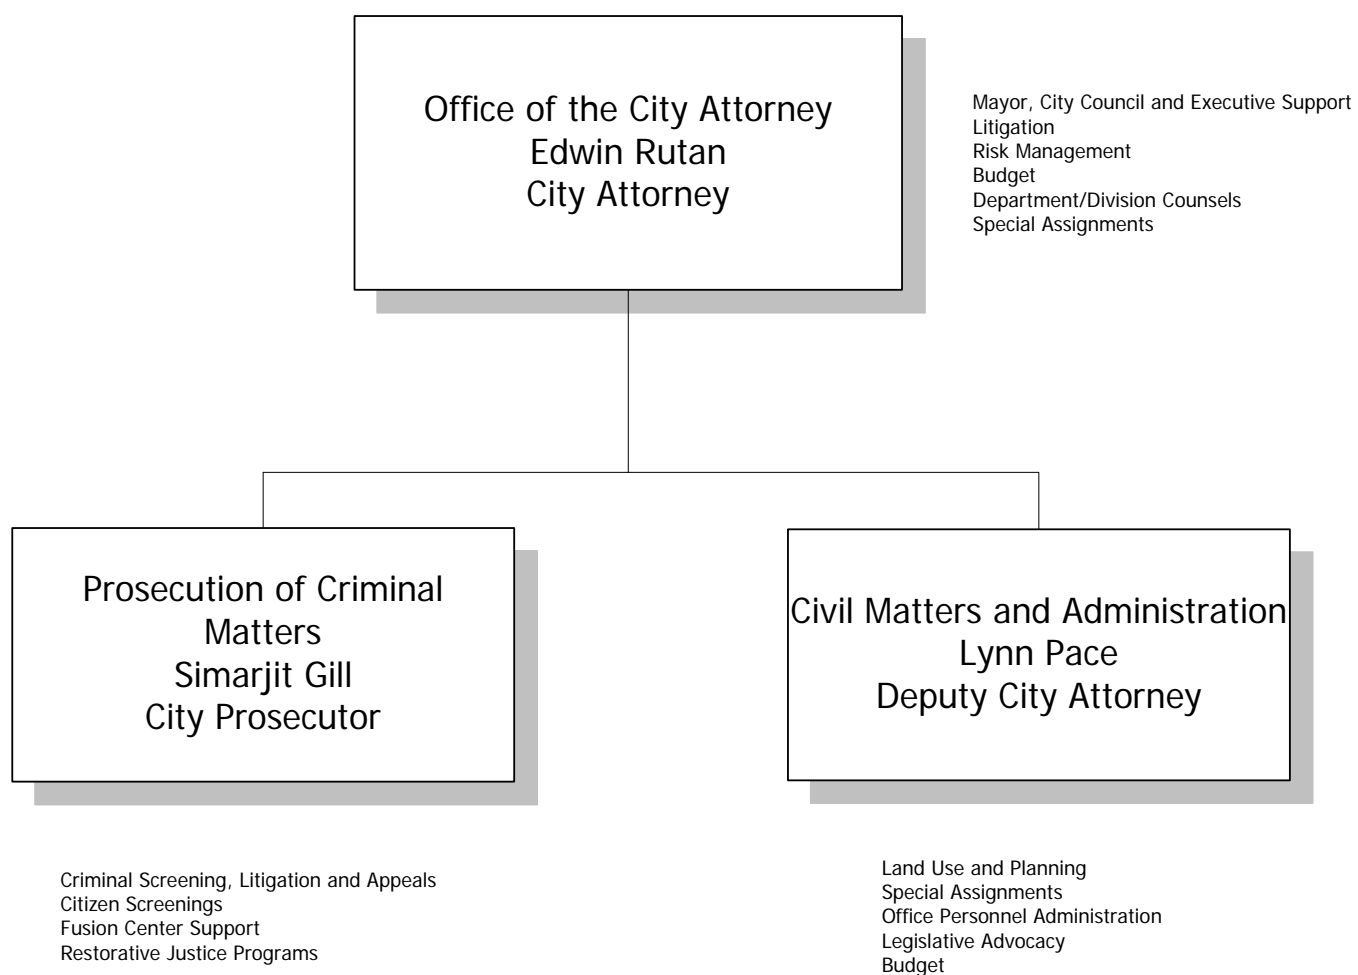 Office of the City Attorney
Edwin Rutan
City Attorney
Mayor, City Council and Executive Support
Litigation
Risk Management
Budget
Department/Division Counsels
Special Assignments
Prosecution of Criminal
Matters
Simarjit Gill
City Prosecutor
Civil Matters and Administration
Lynn Pace
Deputy City Attorney
Criminal Screening, Litigation and Appeals
Citizen Screenings
Fusion Center Support
Restorative Justice Programs
Land Use and Planning
Special Assignments
Office Personnel Administration
Legislative Advocacy
Budget